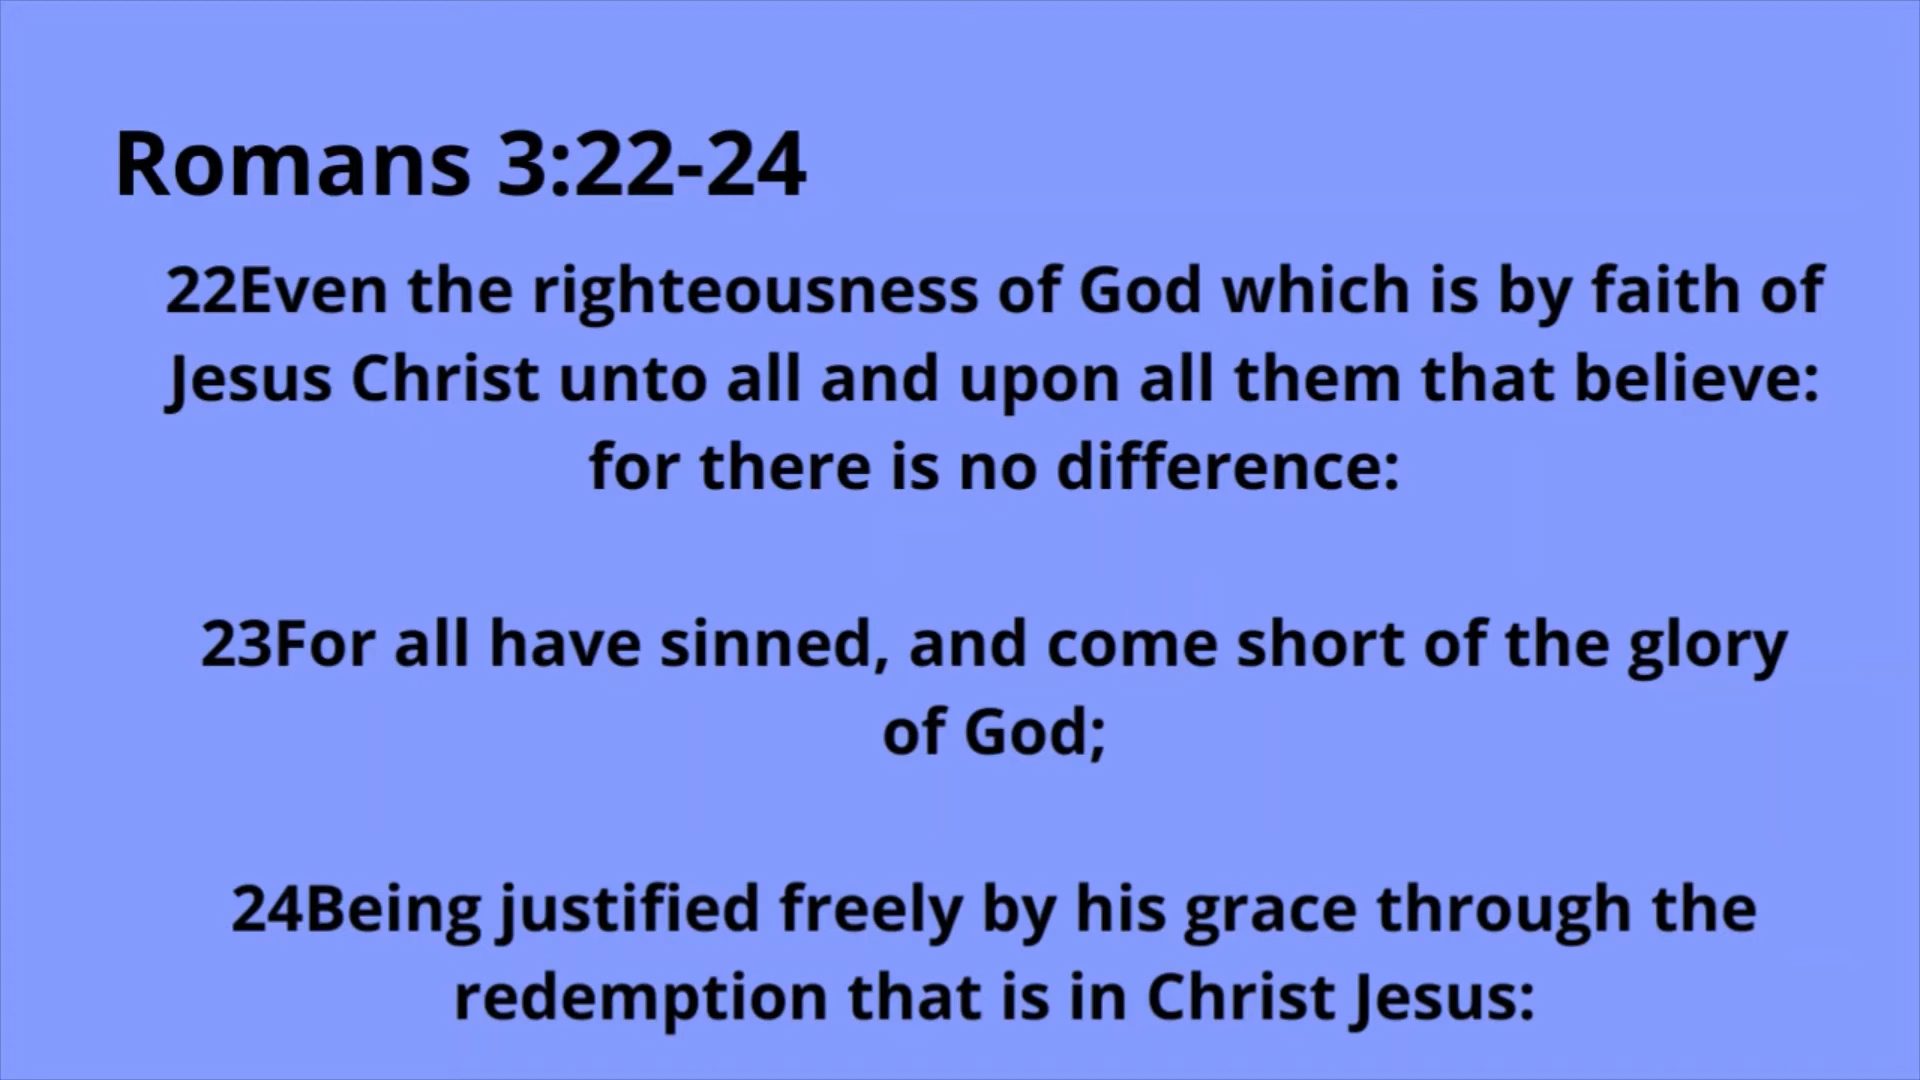 Romans 3:22-24
22Even the righteousness of God which is by faith of
Jesus Christ unto all and upon all them that believe:
for there is no difference:
23For all have sinned, and come short of the glory
of God;
24Being justified freely by his grace through the
redemption that is in Christ Jesus: